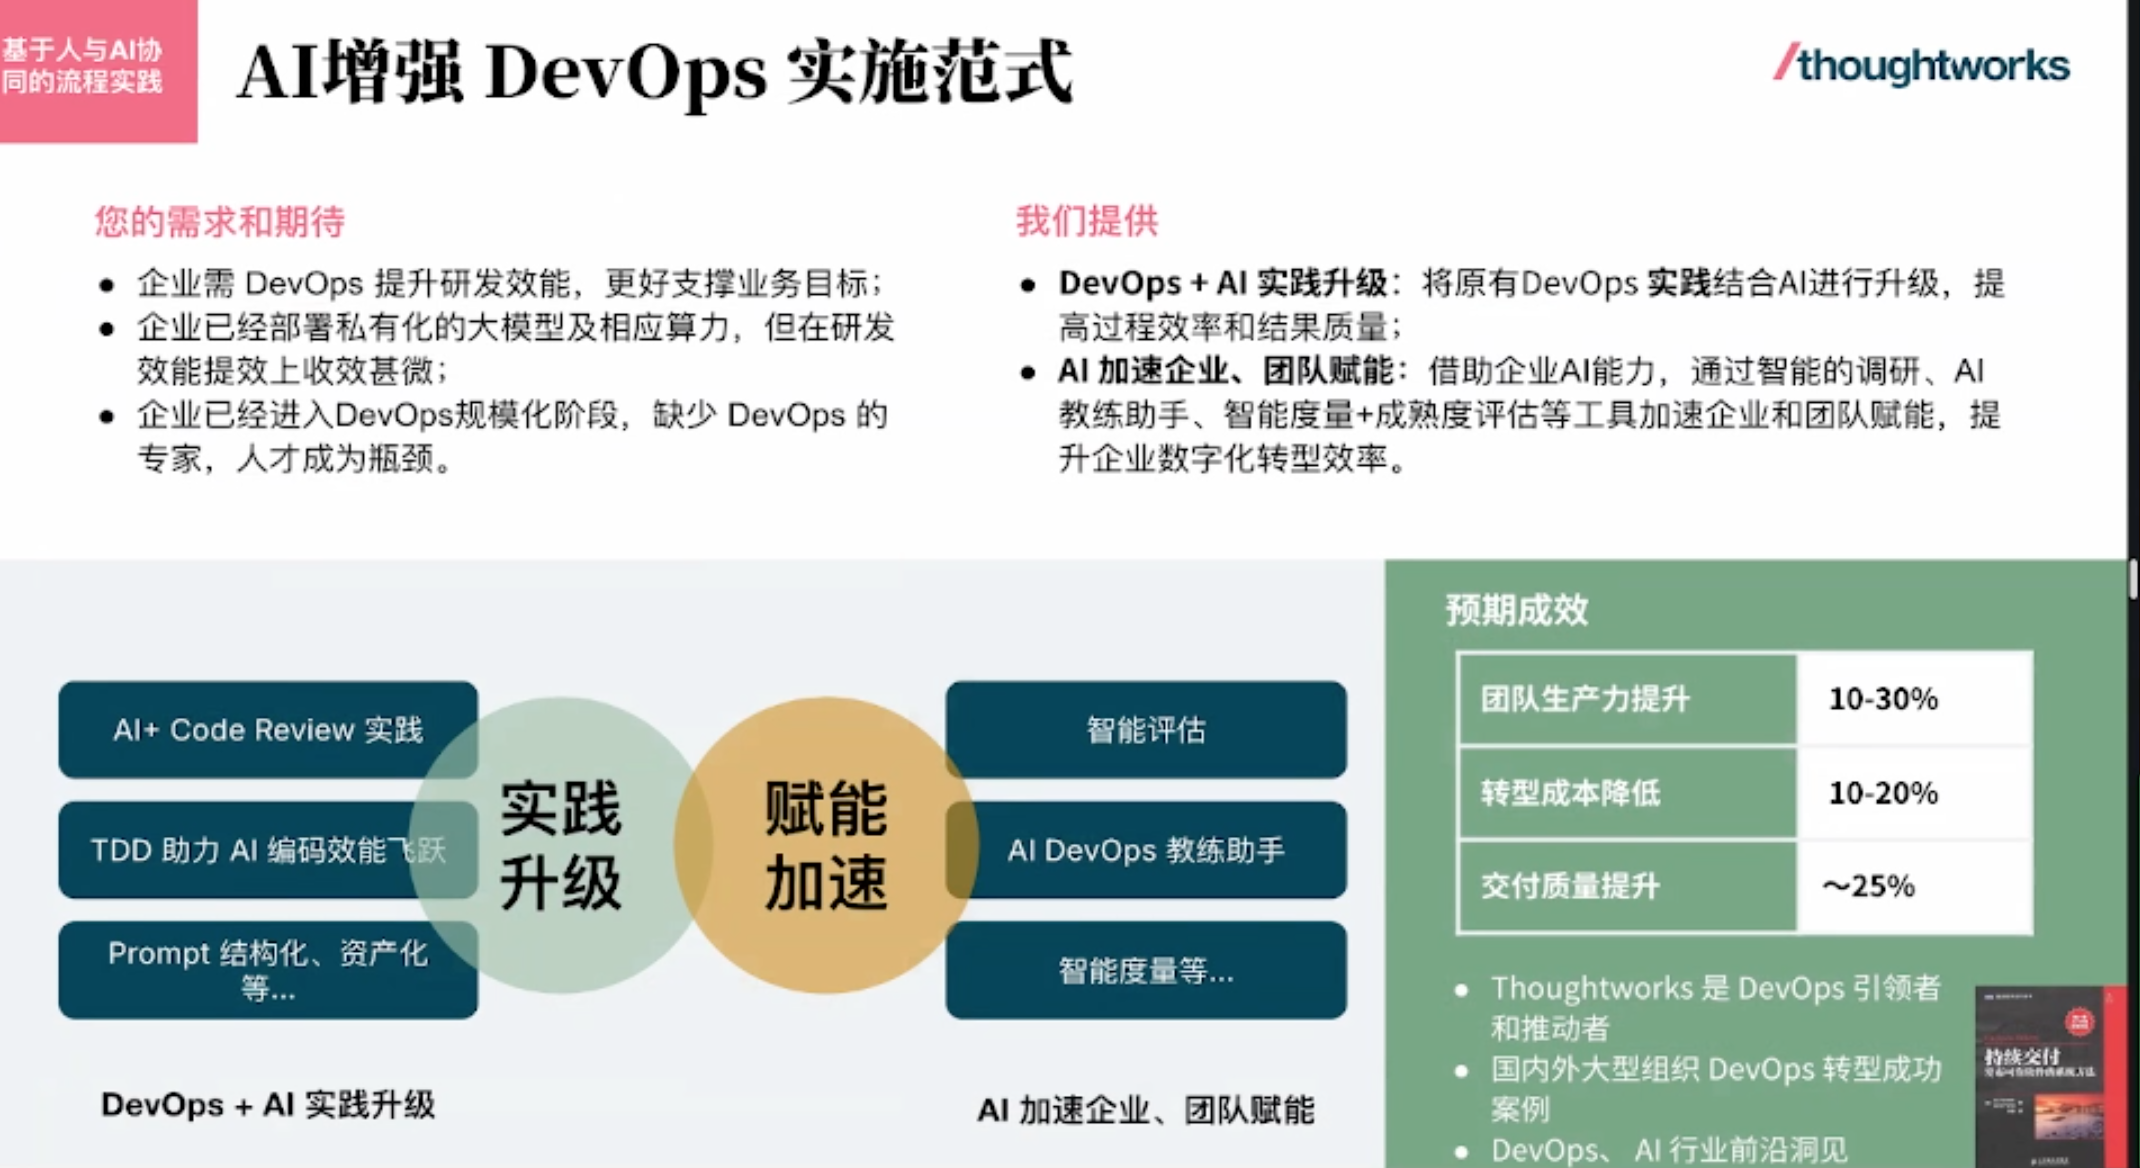 基于人与AI协
同的流程实践
AI增强 DevOps 实施范式
/thoughtworks
您的需求和期待
● 企业需 DevOps 提升研发效能，更好支撑业务目标；
● 企业已经部署私有化的大模型及相应算力，但在研发
效能提效上收效甚微；
● 企业已经进入DevOps规模化阶段，缺少 DevOps 的
专家，人才成为瓶颈。
我们提供
● DevOps + AI 实践升级：将原有DevOps 实践结合AI进行升级，提
高过程效率和结果质量；
● AI 加速企业、团队赋能：借助企业AI能力，通过智能的调研、AI
教练助手、智能度量+成熟度评估等工具加速企业和团队赋能，提
升企业数字化转型效率。
AI+ Code Review 实践
TDD 助力 AI 编码效能飞跃
Prompt 结构化、资产化
等...
实践
升级
赋能
加速
智能评估
AI DevOps 教练助手
智能度量等...
DevOps + AI 实践升级
AI 加速企业、团队赋能
预期成效
团队生产力提升 10-30%
转型成本降低 10-20%
交付质量提升 ～25%
● Thoughtworks 是 DevOps 引领者
和推动者
● 国内外大型组织 DevOps 转型成功
案例
● DevOps、 AI 行业前沿洞见
持续交付